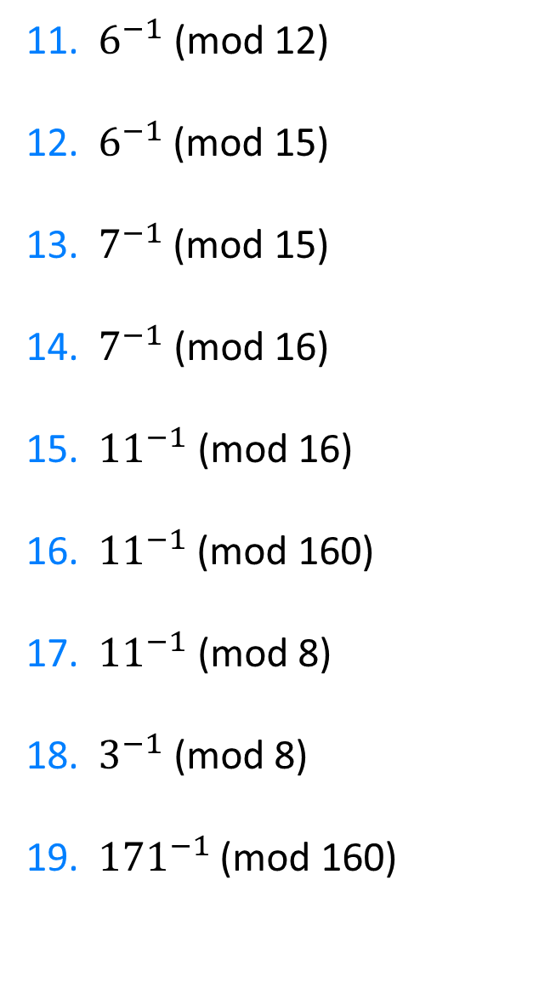 11. 6⁻¹ (mod 12)
12. 6⁻¹ (mod 15)
13. 7⁻¹ (mod 15)
14. 7⁻¹ (mod 16)
15. 11⁻¹ (mod 16)
16. 11⁻¹ (mod 160)
17. 11⁻¹ (mod 8)
18. 3⁻¹ (mod 8)
19. 171⁻¹ (mod 160)